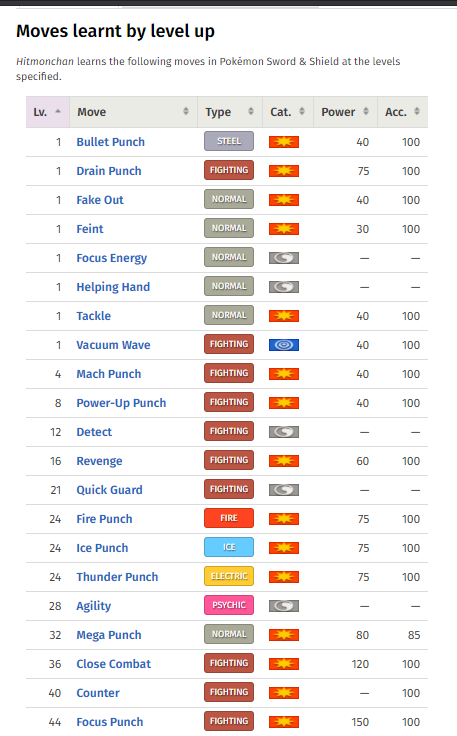 Moves learnt by level up
Hitmonchan learns the following moves in Pokémon Sword & Shield at the levels
specified.
Lv. Move Type Cat. Power Acc.
1 Bullet Punch STEEL 40 100
1 Drain Punch FIGHTING 75 100
1 Fake Out NORMAL 40 100
1 Feint NORMAL 30 100
1 Focus Energy NORMAL — —
1 Helping Hand NORMAL — —
1 Tackle NORMAL 40 100
1 Vacuum Wave FIGHTING 40 100
4 Mach Punch FIGHTING 40 100
8 Power-Up Punch FIGHTING 40 100
12 Detect FIGHTING — —
16 Revenge FIGHTING 60 100
21 Quick Guard FIGHTING — —
24 Fire Punch FIRE 75 100
24 Ice Punch ICE 75 100
24 Thunder Punch ELECTRIC 75 100
28 Agility PSYCHIC — —
32 Mega Punch NORMAL 80 85
36 Close Combat FIGHTING 120 100
40 Counter FIGHTING — 100
44 Focus Punch FIGHTING 150 100